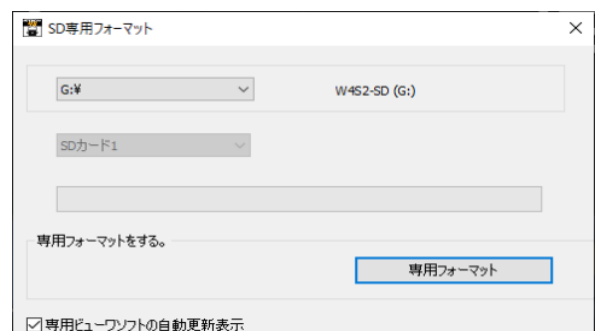 SD専用フォーマット
G:¥
W4S2-SD (G:)
SDカード1
専用フォーマットをする。
専用フォーマット
専用ビューワソフトの自動更新表示